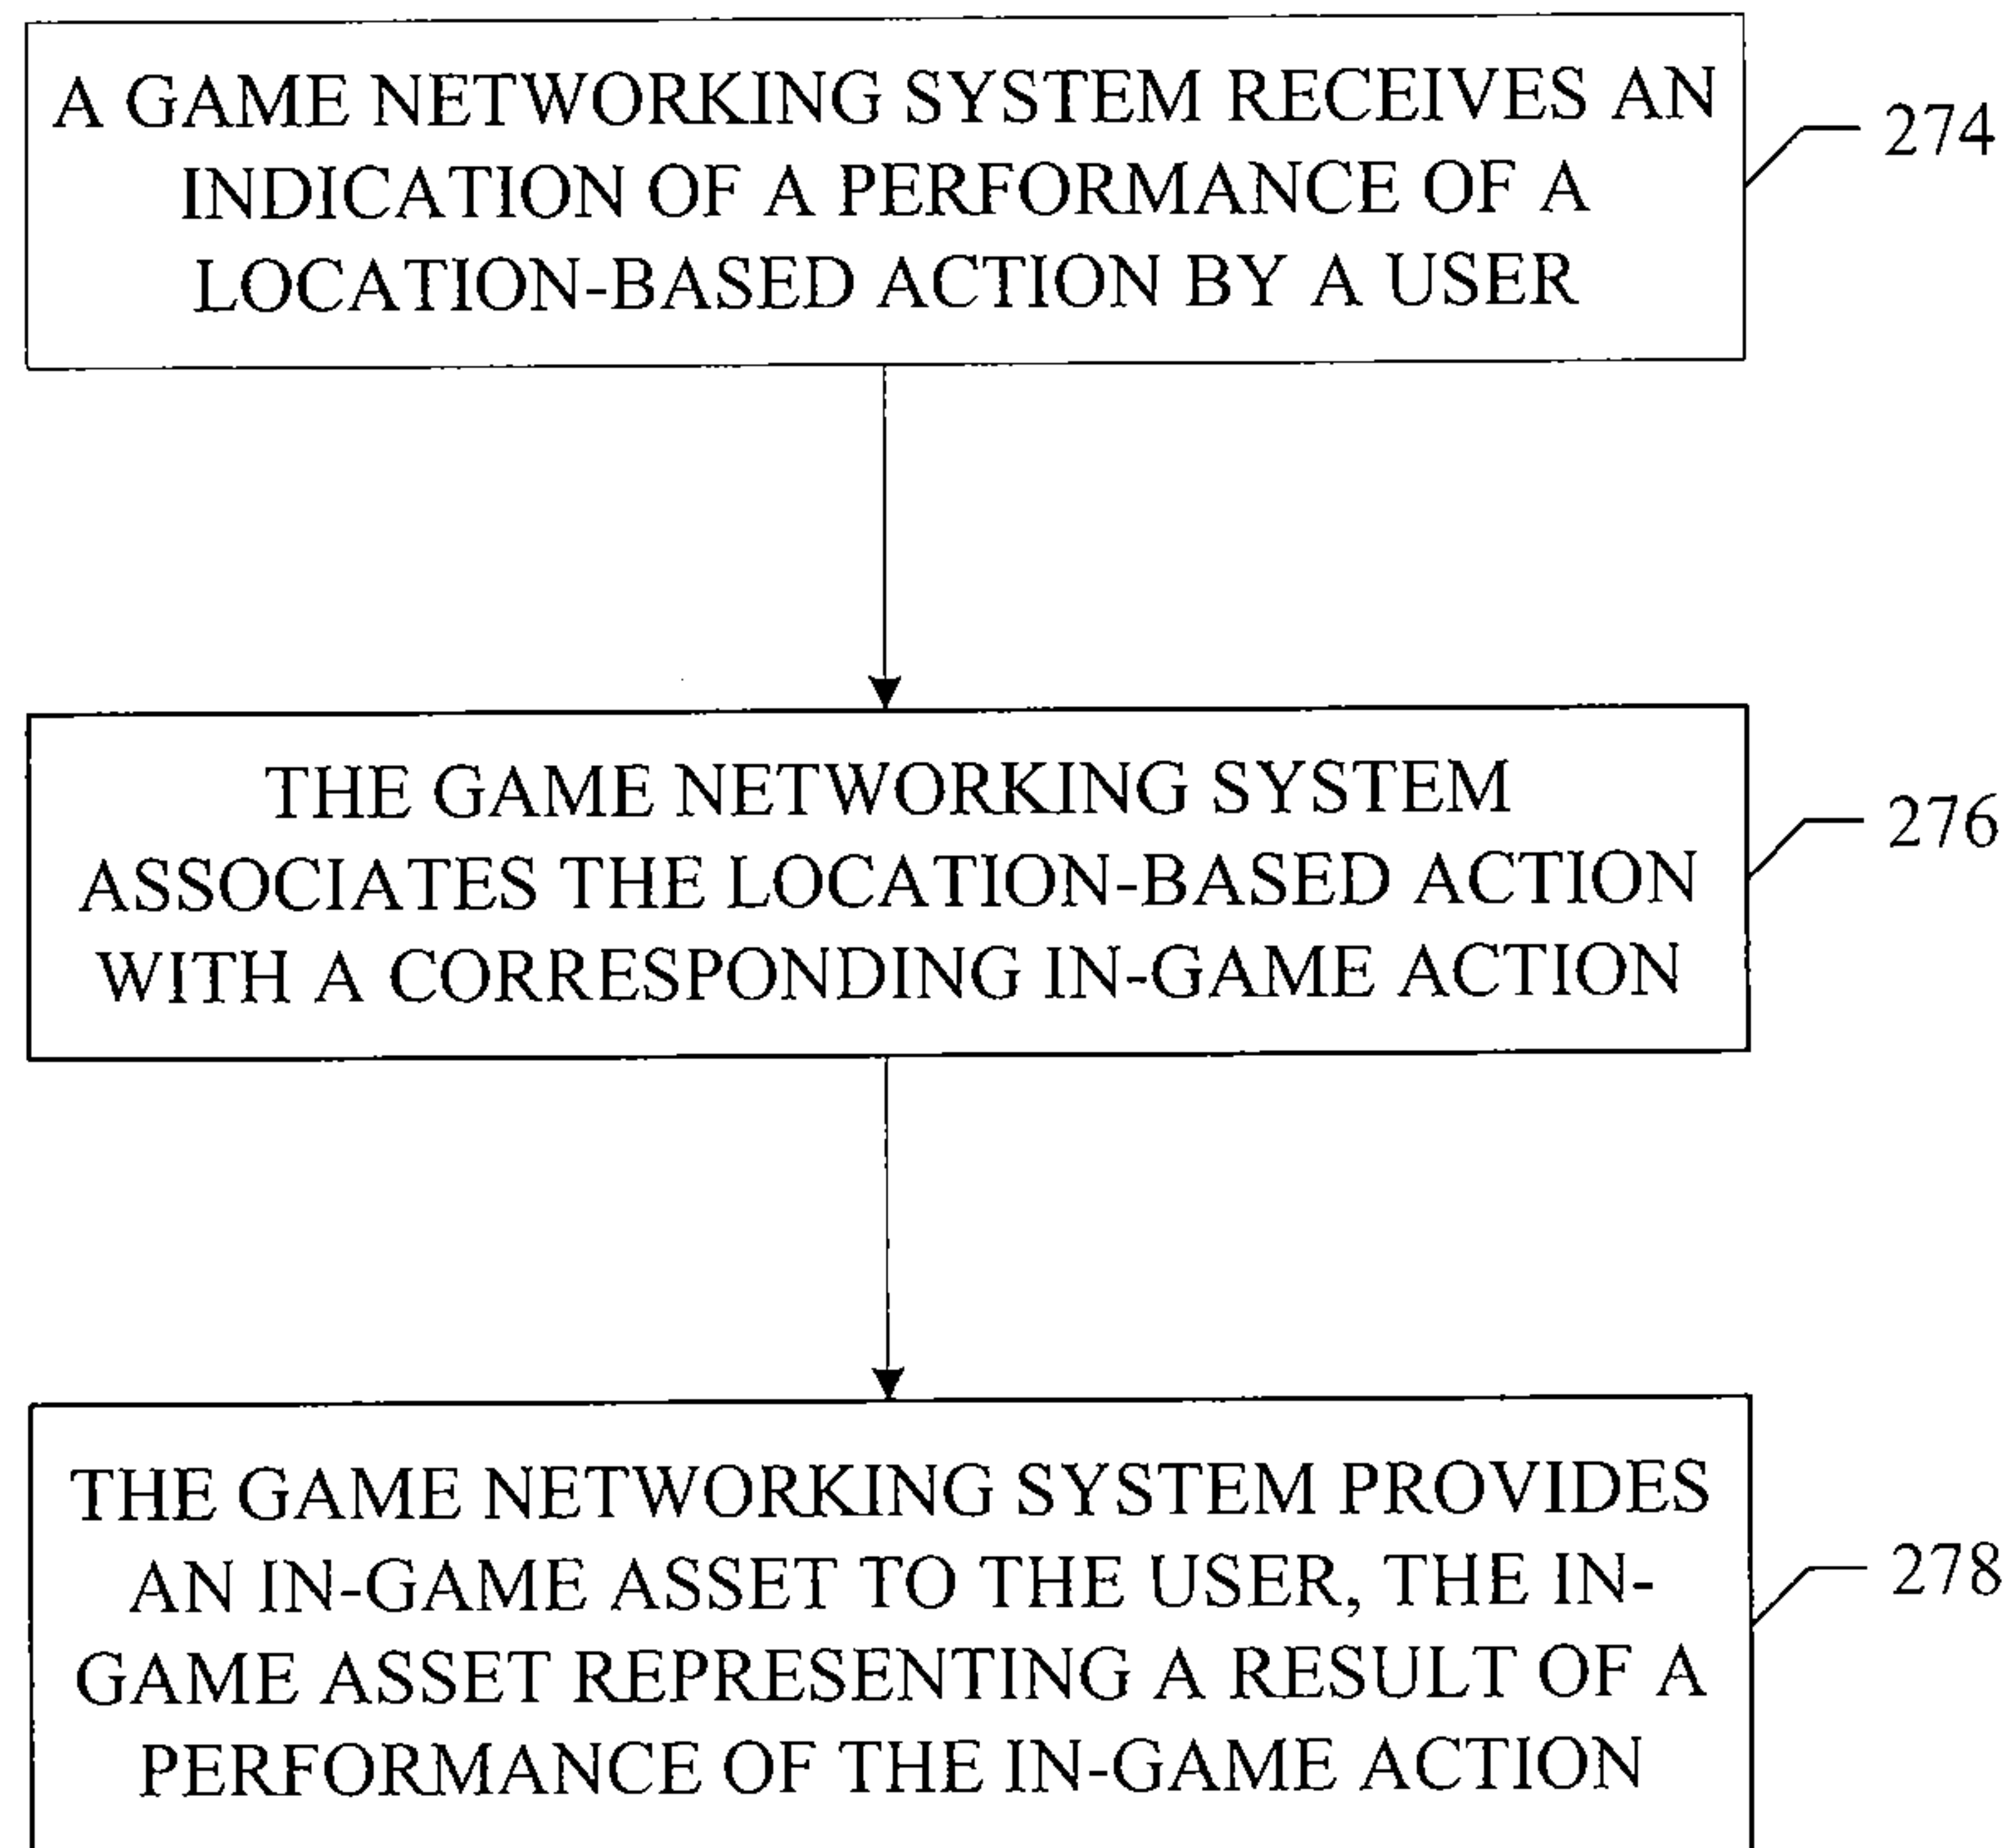 A GAME NETWORKING SYSTEM RECEIVES AN
INDICATION OF A PERFORMANCE OF A
LOCATION-BASED ACTION BY A USER
274
THE GAME NETWORKING SYSTEM
ASSOCIATES THE LOCATION-BASED ACTION
WITH A CORRESPONDING IN-GAME ACTION
276
THE GAME NETWORKING SYSTEM PROVIDES
AN IN-GAME ASSET TO THE USER, THE IN-
GAME ASSET REPRESENTING A RESULT OF A
PERFORMANCE OF THE IN-GAME ACTION
278